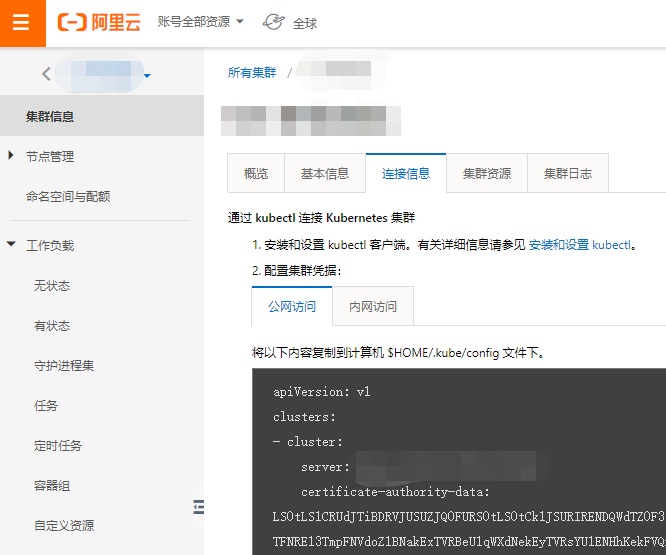 阿里云 账号全部资源 全球
所有集群 /
集群信息
节点管理
命名空间与配额
工作负载
无状态
有状态
守护进程集
任务
定时任务
容器组
自定义资源
概览 基本信息 连接信息 集群资源 集群日志
通过 kubectl 连接 Kubernetes 集群
1. 安装和设置 kubectl 客户端。有关详细信息请参见 安装和设置 kubectl。
2. 配置集群凭据：
公网访问 内网访问
将以下内容复制到计算机 $HOME/.kube/config 文件下。
apiVersion: v1
clusters:
- cluster:
server:
certificate-authority-data: